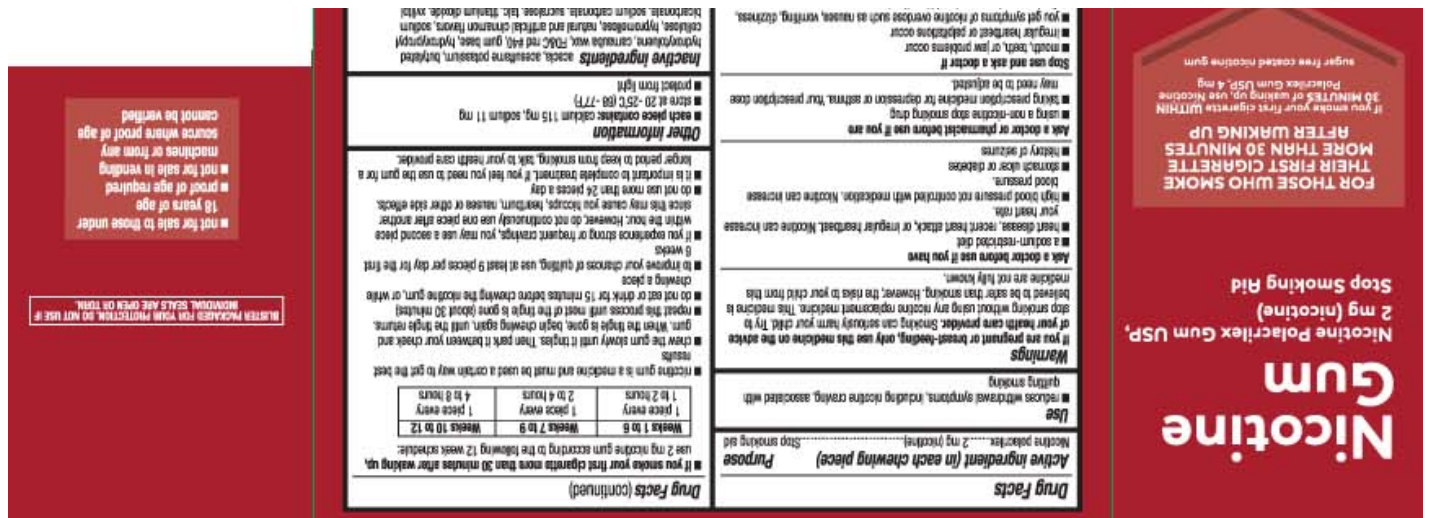 Nicotine
Gum
Nicotine Polacrilex Gum USP,
2 mg (nicotine)
Stop Smoking Aid
FOR THOSE WHO SMOKE
THEIR FIRST CIGARETTE
MORE THAN 30 MINUTES
AFTER WAKING UP
If you smoke your first cigarette WITHIN
30 MINUTES of waking up, use Nicotine
Polacrilex Gum USP, 4 mg
sugar free coated nicotine gum
Drug Facts
Active ingredient (in each chewing piece) Purpose
Nicotine polacrilex......2 mg (nicotine)..............................Stop smoking aid
Use
■ reduces withdrawal symptoms, including nicotine craving, associated with
quitting smoking
Warnings
If you are pregnant or breast-feeding, only use this medicine on the advice
of your health care provider. Smoking can seriously harm your child. Try to
stop smoking without using any nicotine replacement medicine. This medicine is
believed to be safer than smoking. However, the risks to your child from this
medicine are not fully known.
Ask a doctor before use if you have
■ a sodium-restricted diet
■ heart disease, recent heart attack, or irregular heartbeat. Nicotine can increase
your heart rate.
■ high blood pressure not controlled with medication. Nicotine can increase
blood pressure.
■ stomach ulcer or diabetes
■ history of seizures
Ask a doctor or pharmacist before use if you are
■ using a non-nicotine stop smoking drug
■ taking prescription medicine for depression or asthma. Your prescription dose
may need to be adjusted.
Stop use and ask a doctor if
■ mouth, teeth, or jaw problems occur
■ irregular heartbeat or palpitations occur
■ you get symptoms of nicotine overdose such as nausea, vomiting, dizziness,
Drug Facts (continued)
■ If you smoke your first cigarette more than 30 minutes after waking up,
use 2 mg nicotine gum according to the following 12 week schedule:
Weeks 1 to 6 Weeks 7 to 9 Weeks 10 to 12
1 piece every 1 piece every 1 piece every
1 to 2 hours 2 to 4 hours 4 to 8 hours
■ nicotine gum is a medicine and must be used a certain way to get the best
results
■ chew the gum slowly until it tingles. Then park it between your cheek and
gum. When the tingle is gone, begin chewing again, until the tingle returns.
■ repeat this process until most of the tingle is gone (about 30 minutes)
■ do not eat or drink for 15 minutes before chewing the nicotine gum, or while
chewing a piece
■ to improve your chances of quitting, use at least 9 pieces per day for the first
6 weeks
■ if you experience strong or frequent cravings, you may use a second piece
within the hour. However, do not continuously use one piece after another
since this may cause you hiccups, heartburn, nausea or other side effects.
■ do not use more than 24 pieces a day
■ it is important to complete treatment. If you feel you need to use the gum for a
longer period to keep from smoking, talk to your health care provider.
Other information
■ each piece contains: calcium 115 mg, sodium 11 mg
■ store at 20 -25°C (68 -77°F)
■ protect from light
Inactive ingredients acacia, acesulfame potassium, butylated
hydroxytoluene, carnauba wax, FD&C red #40, gum base, hydroxypropyl
cellulose, hypromellose, natural and artificial cinnamon flavors, sodium
bicarbonate, sodium carbonate, sucralose, talc, titanium dioxide, xylitol
BLISTER PACKAGED FOR YOUR PROTECTION. DO NOT USE IF
INDIVIDUAL SEALS ARE OPEN OR TORN.
■ not for sale to those under
18 years of age
■ proof of age required
■ not for sale in vending
machines or from any
source where proof of age
cannot be verified